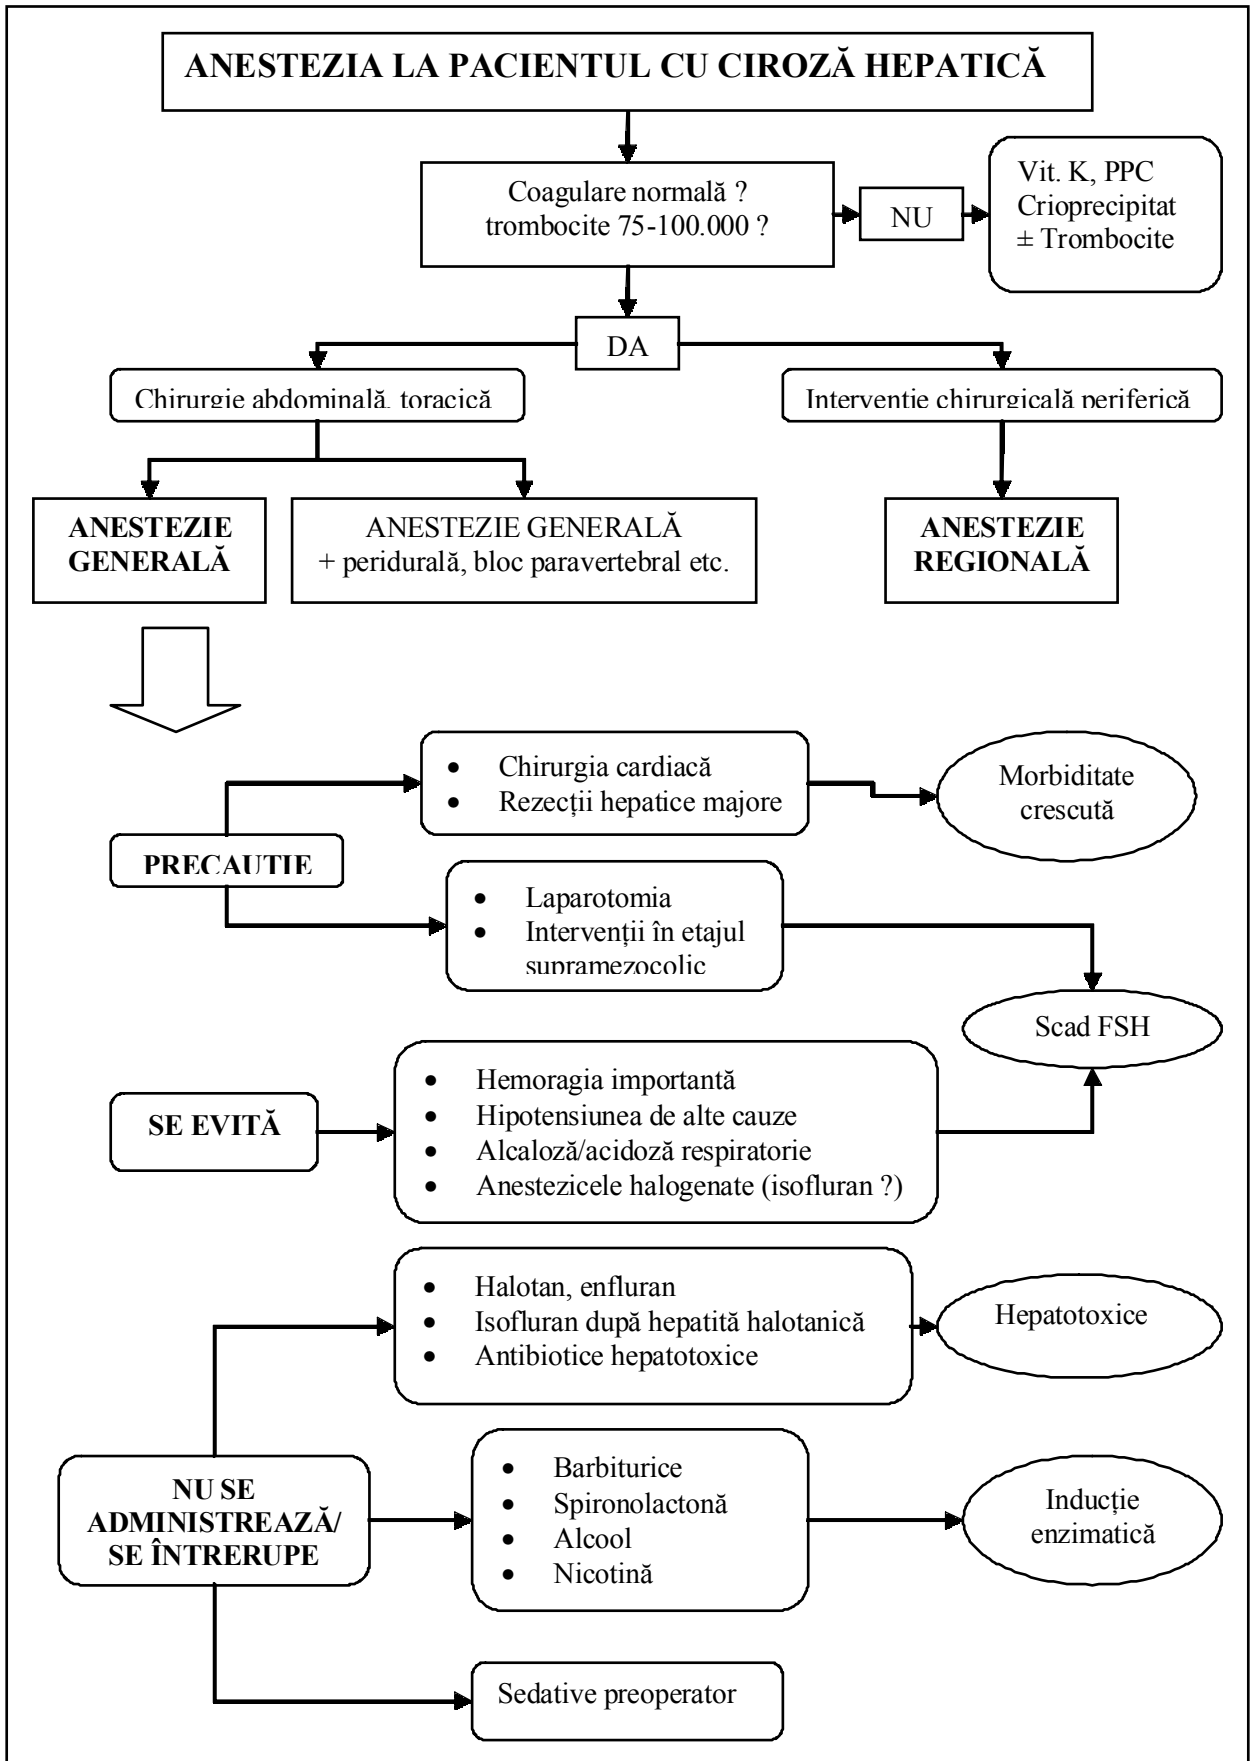 ANESTEZIA LA PACIENTUL CU CIROZĂ HEPATICĂ
Coagulare normală ?
trombocite 75-100.000 ?
NU
Vit. K, PPC
Crioprecipitat
± Trombocite
DA
Chirurgie abdominală, toracică
Intervenție chirurgicală periferică
ANESTEZIE
GENERALĂ
ANESTEZIE GENERALĂ
+ peridurală, bloc paravertebral etc.
ANESTEZIE
REGIONALĂ
• Chirurgia cardiacă
• Rezecții hepatice majore
Morbiditate
crescută
PRECAUTIE
• Laparotomia
• Intervenții în etajul
supramezocolic
Scad FSH
SE EVITĂ
• Hemoragia importantă
• Hipotensiunea de alte cauze
• Alcaloză/acidoză respiratorie
• Anestezicele halogenate (isofluran ?)
• Halotan, enfluran
• Isofluran după hepatită halotanică
• Antibiotice hepatotoxice
Hepatotoxice
NU SE
ADMINISTREAZĂ/
SE ÎNTRERUPE
• Barbiturice
• Spironolactonă
• Alcool
• Nicotină
Inducție
enzimatică
Sedative preoperator